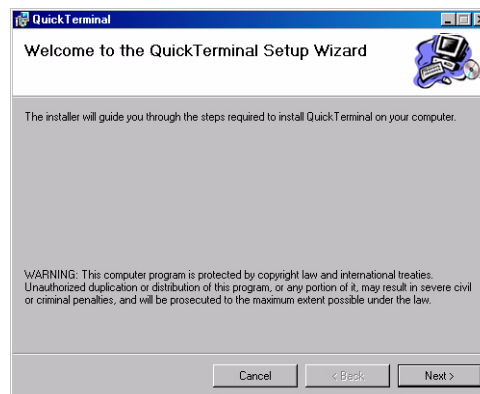 QuickTerminal
Welcome to the QuickTerminal Setup Wizard
The installer will guide you through the steps required to install QuickTerminal on your computer.
WARNING: This computer program is protected by copyright law and international treaties.
Unauthorized duplication or distribution of this program, or any portion of it, may result in severe civil
or criminal penalties, and will be prosecuted to the maximum extent possible under the law.
Cancel
< Back
Next >